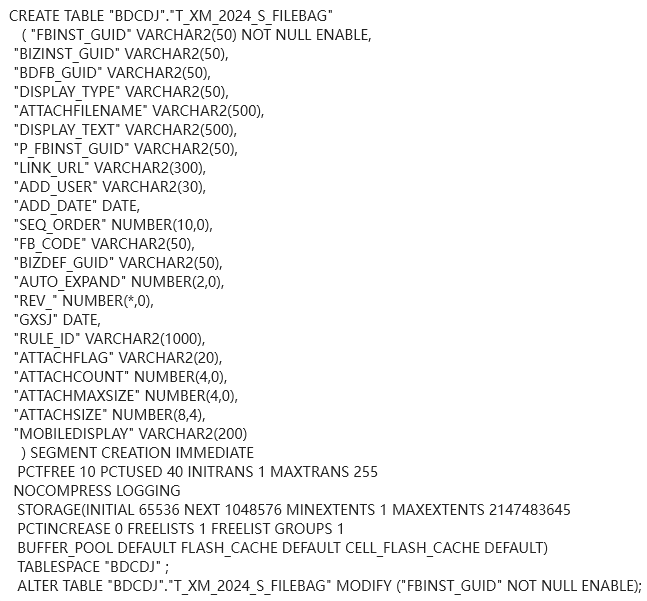 CREATE TABLE "BDCDJ"."T_XM_2024_S_FILEBAG"
( "FBINST_GUID" VARCHAR2(50) NOT NULL ENABLE,
"BIZINST_GUID" VARCHAR2(50),
"BDFB_GUID" VARCHAR2(50),
"DISPLAY_TYPE" VARCHAR2(50),
"ATTACHFILENAME" VARCHAR2(500),
"DISPLAY_TEXT" VARCHAR2(500),
"P_FBINST_GUID" VARCHAR2(50),
"LINK_URL" VARCHAR2(300),
"ADD_USER" VARCHAR2(30),
"ADD_DATE" DATE,
"SEQ_ORDER" NUMBER(10,0),
"FB_CODE" VARCHAR2(50),
"BIZDEF_GUID" VARCHAR2(50),
"AUTO_EXPAND" NUMBER(2,0),
"REV_" NUMBER(*,0),
"GXSJ" DATE,
"RULE_ID" VARCHAR2(1000),
"ATTACHFLAG" VARCHAR2(20),
"ATTACHCOUNT" NUMBER(4,0),
"ATTACHMAXSIZE" NUMBER(4,0),
"ATTACHSIZE" NUMBER(8,4),
"MOBILEDISPLAY" VARCHAR2(200)
) SEGMENT CREATION IMMEDIATE
PCTFREE 10 PCTUSED 40 INITRANS 1 MAXTRANS 255
NOCOMPRESS LOGGING
STORAGE(INITIAL 65536 NEXT 1048576 MINEXTENTS 1 MAXEXTENTS 2147483645
PCTINCREASE 0 FREELISTS 1 FREELIST GROUPS 1
BUFFER_POOL DEFAULT FLASH_CACHE DEFAULT CELL_FLASH_CACHE DEFAULT)
TABLESPACE "BDCDJ" ;
ALTER TABLE "BDCDJ"."T_XM_2024_S_FILEBAG" MODIFY ("FBINST_GUID" NOT NULL ENABLE);